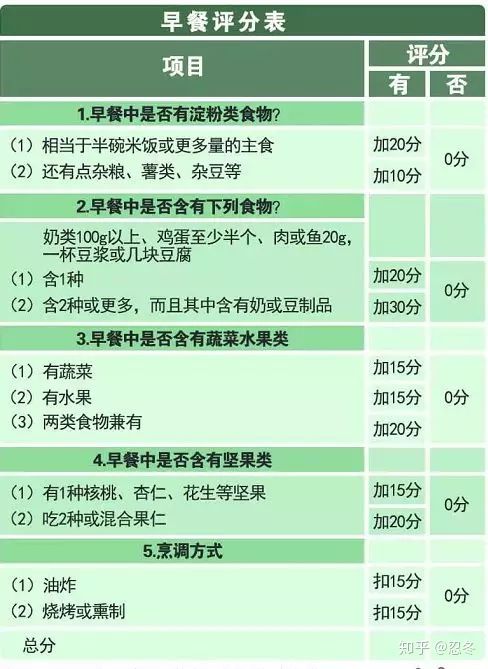 早餐评分表
项目
评分
有
否
1.早餐中是否有淀粉类食物?
(1)相当于半碗米饭或更多量的主食
加20分
0分
(2)还有点杂粮、薯类、杂豆等
加10分
2.早餐中是否含有下列食物?
奶类100g以上、鸡蛋至少半个、肉或鱼20g,
一杯豆浆或几块豆腐
(1)含1种
加20分
0分
(2)含2种或更多,而且其中含有奶或豆制品
加30分
3.早餐中是否含有蔬菜水果类
(1)有蔬菜
加15分
(2)有水果
加15分
0分
(3)两类食物兼有
加20分
4.早餐中是否含有坚果类
(1)有1种核桃、杏仁、花生等坚果
加15分
0分
(2)吃2种或混合果仁
加20分
5.烹调方式
(1)油炸
扣15分
0分
(2)烧烤或熏制
扣15分
总分
知乎 @忍冬